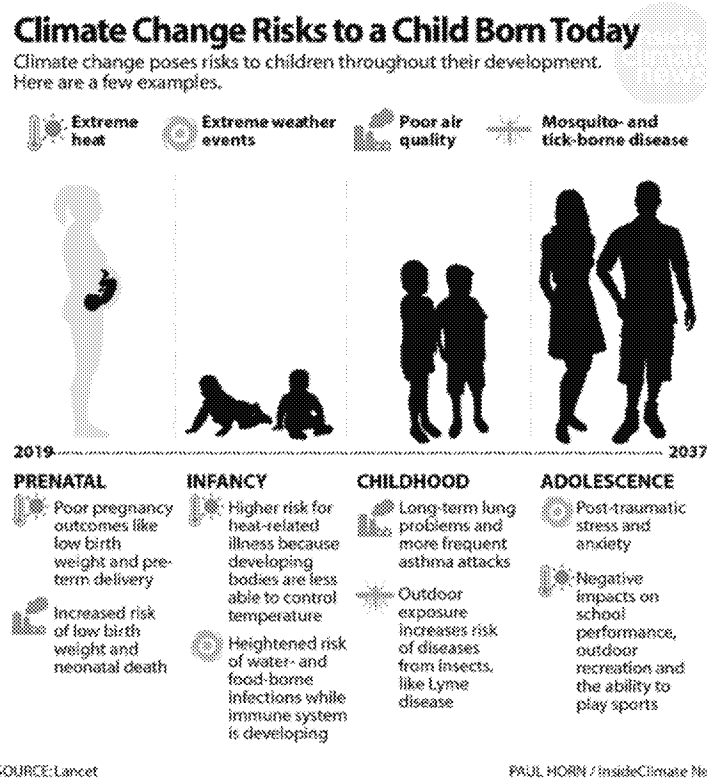 Climate Change Risks to a Child Born Today
inside
climate
news
Climate change poses risks to children throughout their development.
Here are a few examples.
Extreme
heat
Extreme weather
events
Poor air
quality
Mosquito- and
tick-borne disease
2019
2037
PRENATAL
Poor pregnancy
outcomes like
low birth
weight and pre-
term delivery
Increased risk
of low birth
weight and
neonatal death
INFANCY
Higher risk for
heat-related
illness because
developing
bodies are less
able to control
temperature
Heightened risk
of water- and
food-borne
infections while
immune system
is developing
CHILDHOOD
Long-term lung
problems and
more frequent
asthma attacks
Outdoor
exposure
increases risk
of diseases
from insects,
like Lyme
disease
ADOLESCENCE
Post-traumatic
stress and
anxiety
Negative
impacts on
school
performance,
outdoor
recreation and
the ability to
play sports
SOURCE: Lancet
PAUL HORN / InsideClimate Ne